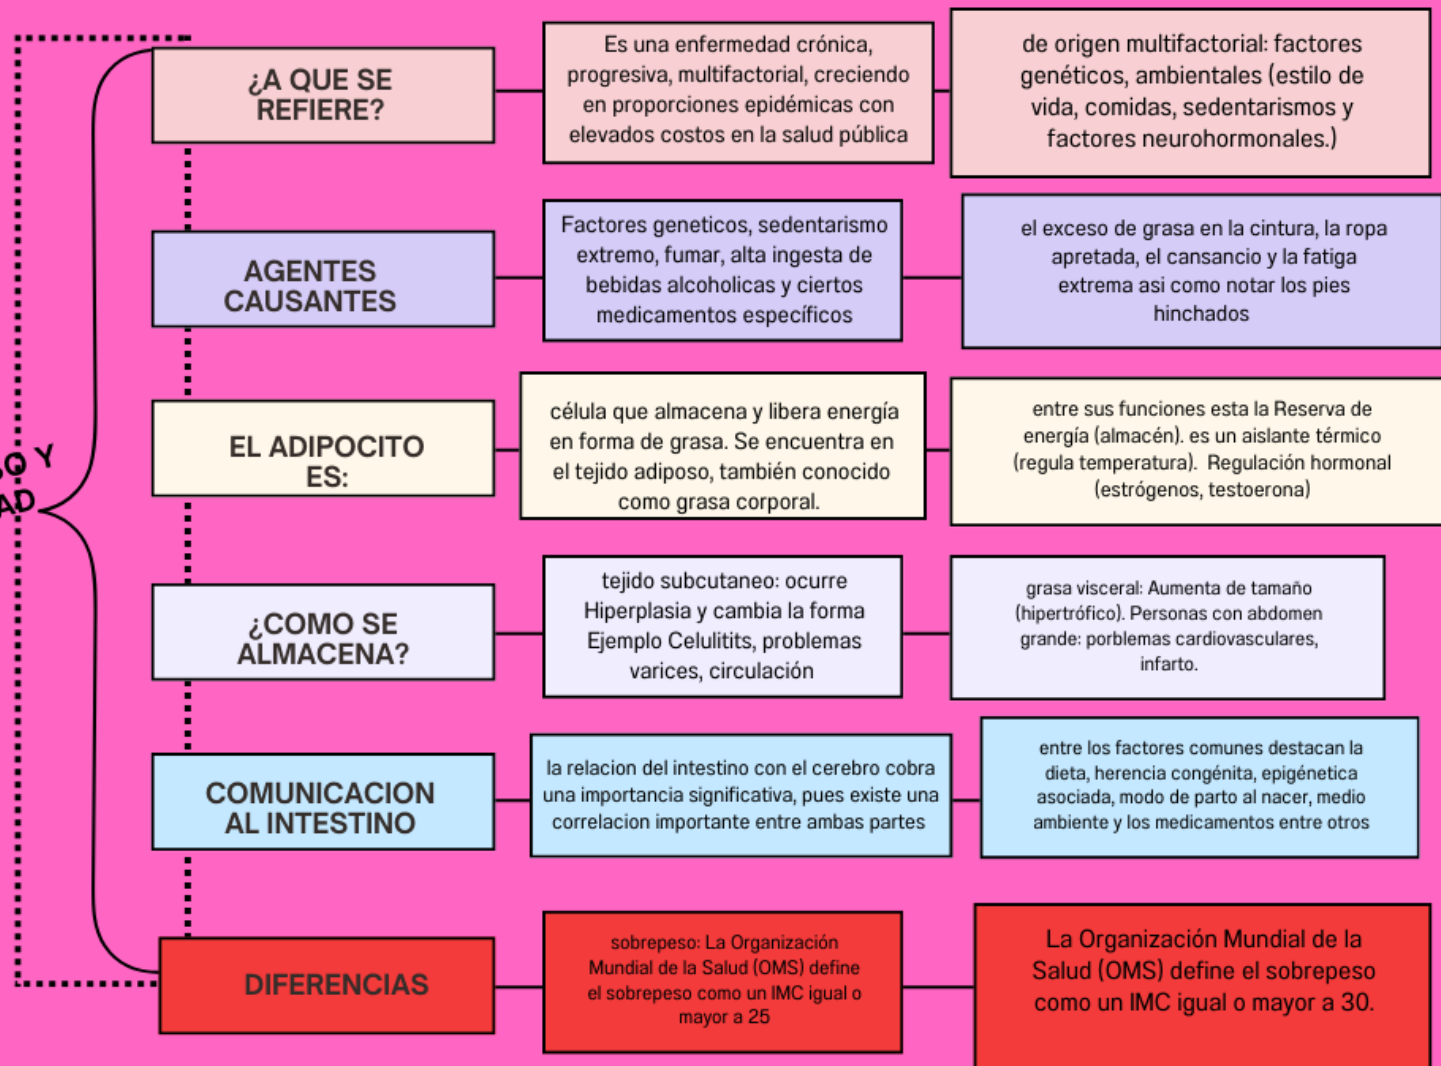 ¿A QUE SE
REFIERE?
Es una enfermedad crónica,
progresiva, multifactorial, creciendo
en proporciones epidémicas con
elevados costos en la salud pública
de origen multifactorial: factores
genéticos, ambientales (estilo de
vida, comidas, sedentarismos y
factores neurohormonales.)
AGENTES
CAUSANTES
Factores geneticos, sedentarismo
extremo, fumar, alta ingesta de
bebidas alcoholicas y ciertos
medicamentos específicos
el exceso de grasa en la cintura, la ropa
apretada, el cansancio y la fatiga
extrema asi como notar los pies
hinchados
EL ADIPOCITO
ES:
célula que almacena y libera energía
en forma de grasa. Se encuentra en
el tejido adiposo, también conocido
como grasa corporal.
entre sus funciones esta la Reserva de
energía (almacén). es un aislante térmico
(regula temperatura). Regulación hormonal
(estrógenos, testoerona)
Y
AD
¿COMO SE
ALMACENA?
tejido subcutaneo: ocurre
Hiperplasia y cambia la forma
Ejemplo Celulitits, problemas
varices, circulación
grasa visceral: Aumenta de tamaño
(hipertrófico). Personas con abdomen
grande: porblemas cardiovasculares,
infarto.
COMUNICACION
AL INTESTINO
la relacion del intestino con el cerebro cobra
una importancia significativa, pues existe una
correlacion importante entre ambas partes
entre los factores comunes destacan la
dieta, herencia congénita, epigénetica
asociada, modo de parto al nacer, medio
ambiente y los medicamentos entre otros
DIFERENCIAS
sobrepeso: La Organización
Mundial de la Salud (OMS) define
el sobrepeso como un IMC igual o
mayor a 25
La Organización Mundial de la
Salud (OMS) define el sobrepeso
como un IMC igual o mayor a 30.